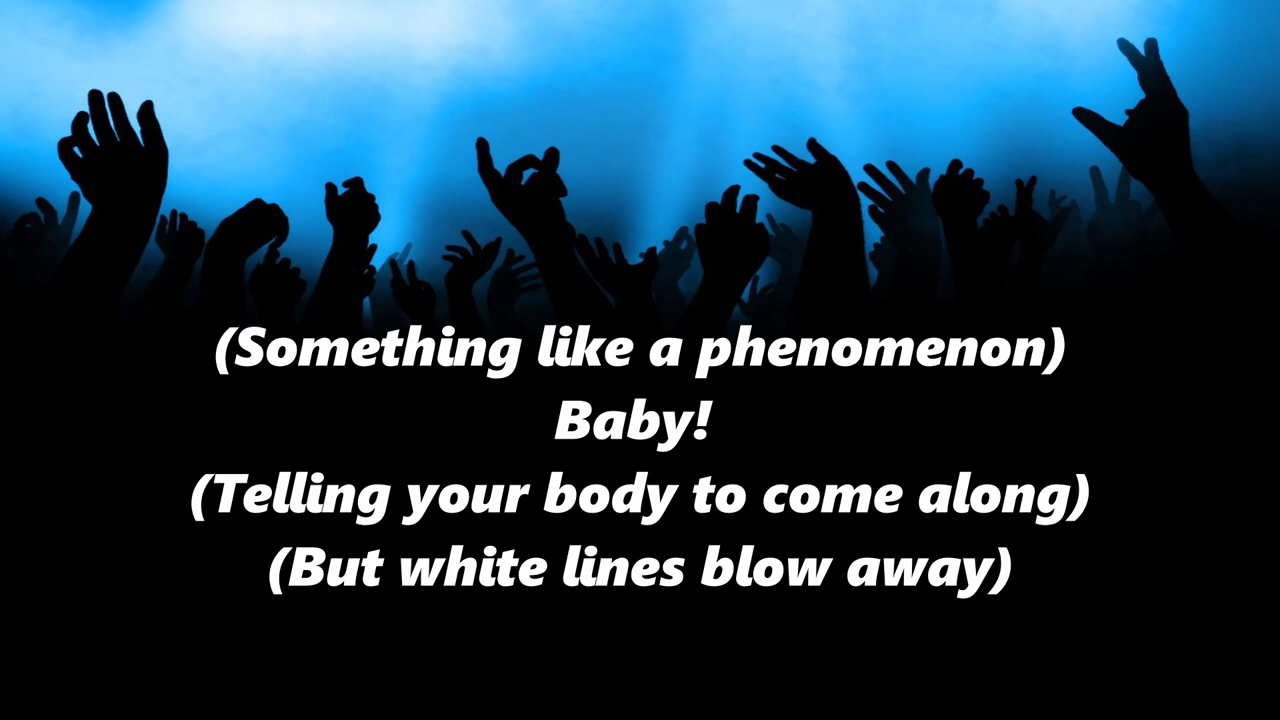 (Something like a phenomenon)
Baby!
(Telling your body to come along)
(But white lines blow away)